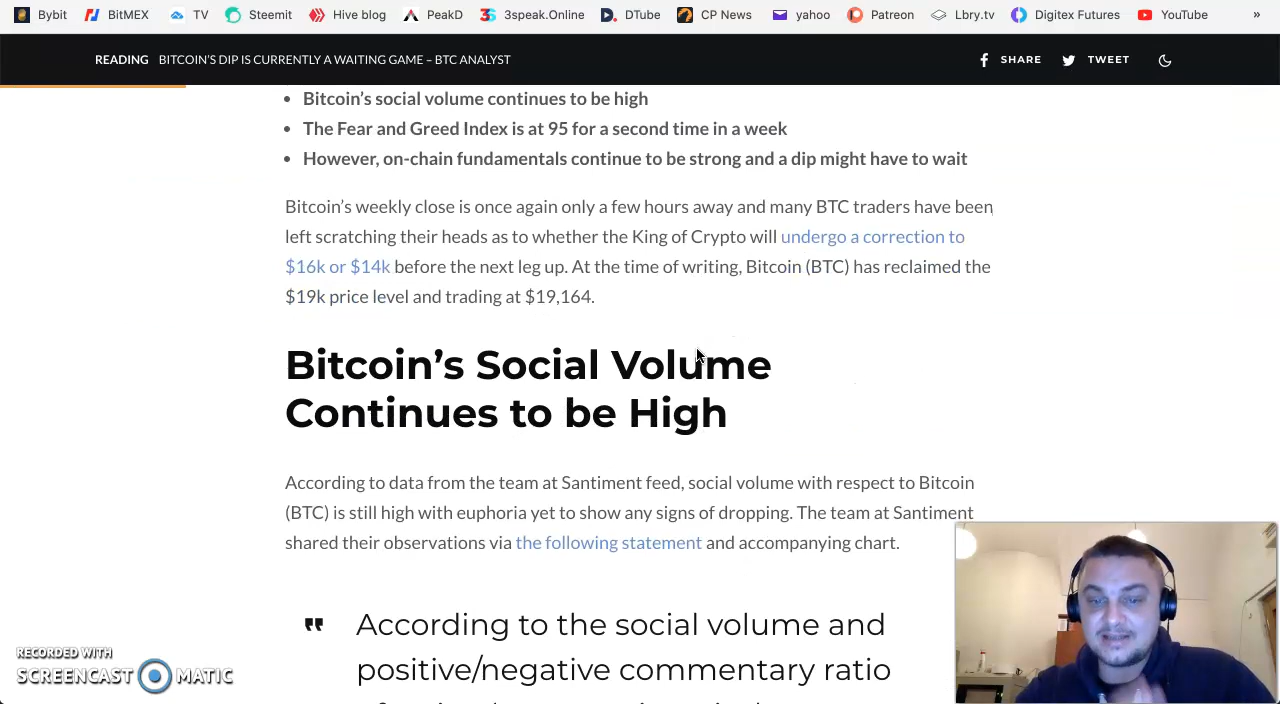 Bybit BitMEX TV Steemit Hive blog PeakD 3speak.Online DTube CP News yahoo Patreon Lbry.tv Digitex Futures YouTube »
READING BITCOIN'S DIP IS CURRENTLY A WAITING GAME – BTC ANALYST SHARE TWEET
• Bitcoin's social volume continues to be high
• The Fear and Greed Index is at 95 for a second time in a week
• However, on-chain fundamentals continue to be strong and a dip might have to wait
Bitcoin's weekly close is once again only a few hours away and many BTC traders have been
left scratching their heads as to whether the King of Crypto will undergo a correction to
$16k or $14k before the next leg up. At the time of writing, Bitcoin (BTC) has reclaimed the
$19k price level and trading at $19,164.
Bitcoin's Social Volume
Continues to be High
According to data from the team at Santiment feed, social volume with respect to Bitcoin
(BTC) is still high with euphoria yet to show any signs of dropping. The team at Santiment
shared their observations via the following statement and accompanying chart.
" According to the social volume and
positive/negative commentary ratio
RECORDED WITH
SCREENCAST MATIC